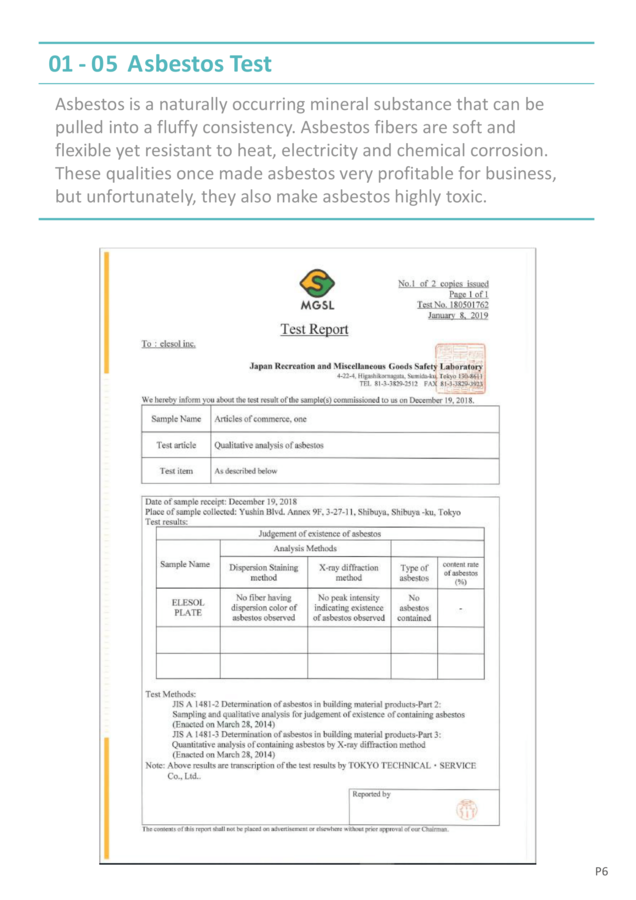 01 - 05 Asbestos Test
Asbestos is a naturally occurring mineral substance that can be
pulled into a fluffy consistency. Asbestos fibers are soft and
flexible yet resistant to heat, electricity and chemical corrosion.
These qualities once made asbestos very profitable for business,
but unfortunately, they also make asbestos highly toxic.
MGSL
No.1 of 2 copies issued
Page 1 of 1
Test No. 180501762
January 8, 2019
Test Report
To : elesol inc.
Japan Recreation and Miscellaneous Goods Safety Laboratory
4-22-4, Higashikomagata, Sumida-ku, Tokyo 130-8611
TEL 81-3-3829-2512 FAX 81-3-3829-3923
We hereby inform you about the test result of the sample(s) commissioned to us on December 19, 2018.
Sample Name Articles of commerce, one
Test article Qualitative analysis of asbestos
Test item As described below
Date of sample receipt: December 19, 2018
Place of sample collected: Yushin Blvd. Annex 9F, 3-27-11, Shibuya, Shibuya -ku, Tokyo
Test results:
Sample Name
Judgement of existence of asbestos
Analysis Methods
Dispersion Staining
method
X-ray diffraction
method
Type of
asbestos
content rate
of asbestos
(%)
ELESOL
PLATE
No fiber having
dispersion color of
asbestos observed
No peak intensity
indicating existence
of asbestos observed
No
asbestos
contained
-
Test Methods:
JIS A 1481-2 Determination of asbestos in building material products-Part 2:
Sampling and qualitative analysis for judgement of existence of containing asbestos
(Enacted on March 28, 2014)
JIS A 1481-3 Determination of asbestos in building material products-Part 3:
Quantitative analysis of containing asbestos by X-ray diffraction method
(Enacted on March 28, 2014)
Note: Above results are transcription of the test results by TOKYO TECHNICAL・SERVICE
Co., Ltd..
Reported by
The contents of this report shall not be placed on advertisement or elsewhere without prior approval of our Chairman.
P6